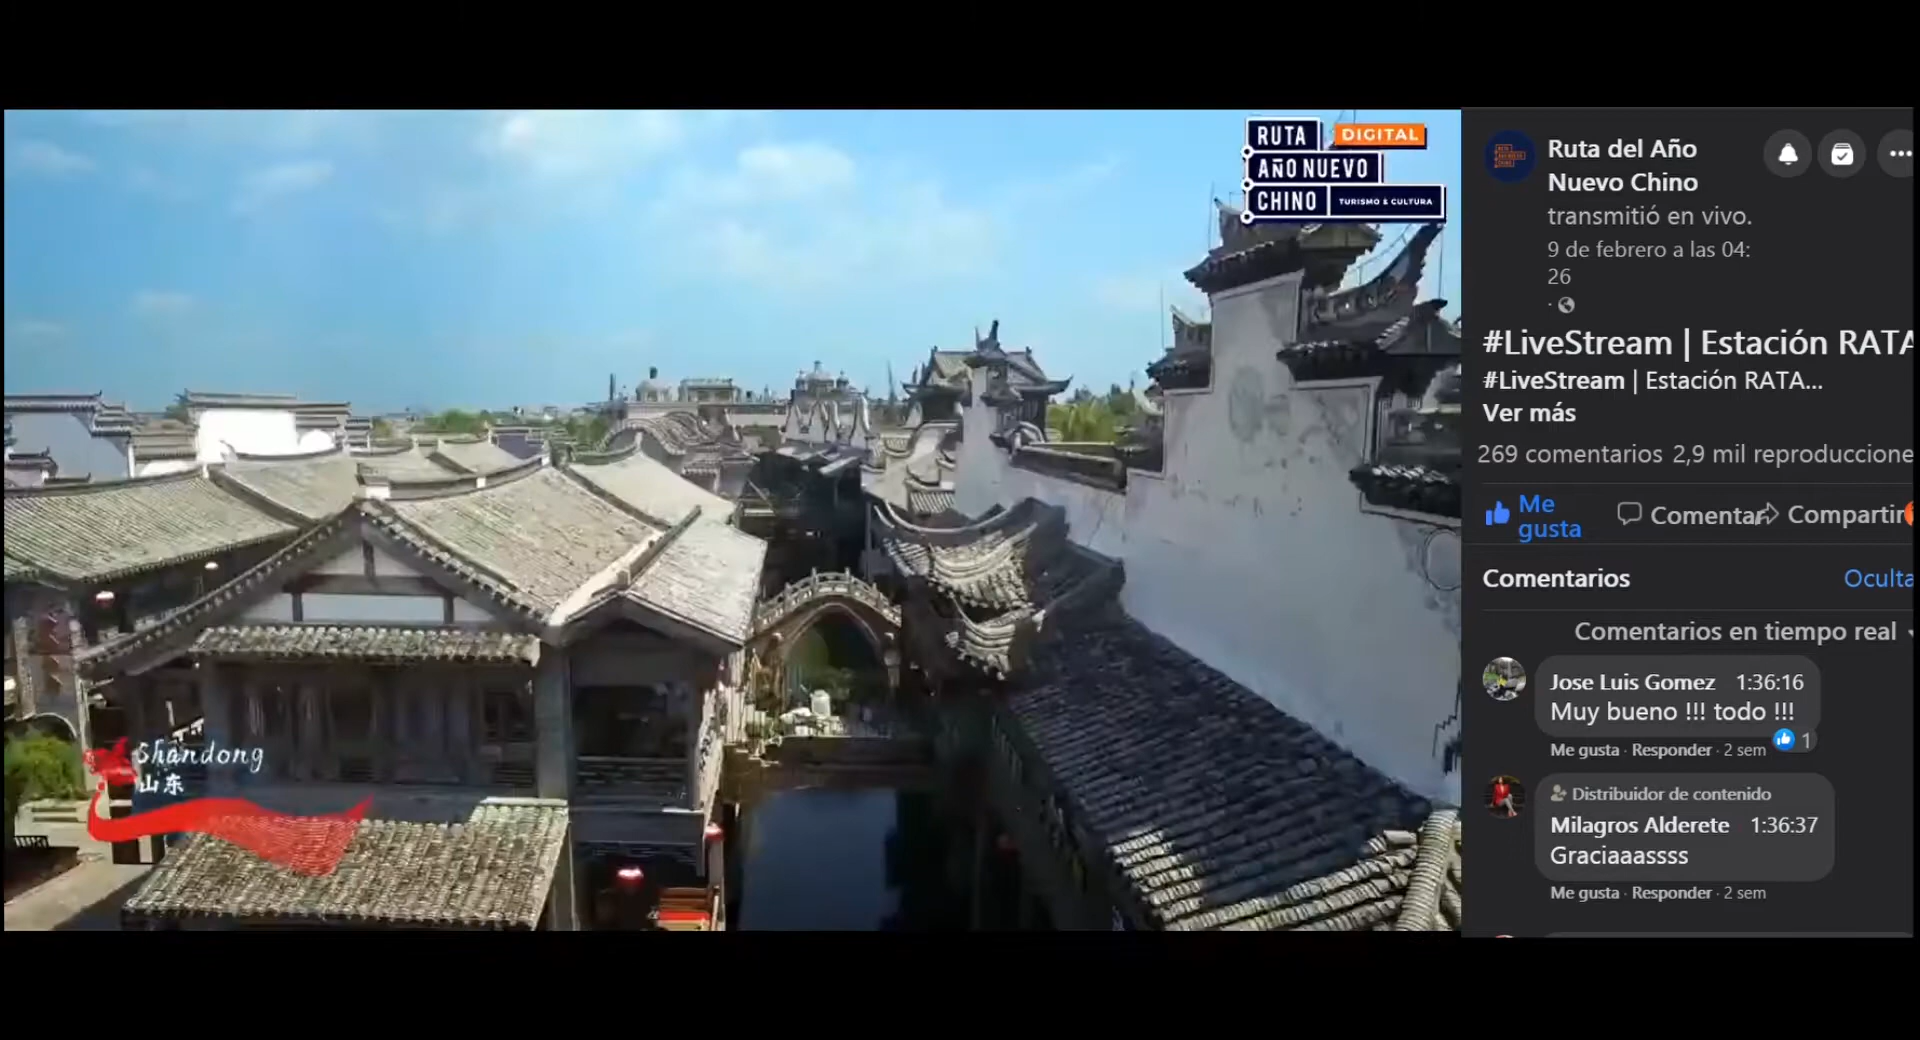 RUTA
DIGITAL
AÑO NUEVO
CHINO
TURISMO & CULTURA
Shandong
山东
Ruta del Año
Nuevo Chino
transmitió en vivo.
9 de febrero a las 04:
26
#LiveStream | Estación RATA
#LiveStream | Estación RATA...
Ver más
269 comentarios 2,9 mil reproduccione
Me
gusta
Comentar
Compartir
Comentarios
Oculta
Comentarios en tiempo real
Jose Luis Gomez 1:36:16
Muy bueno !!! todo !!!
Me gusta · Responder · 2 sem
1
Distribuidor de contenido
Milagros Alderete 1:36:37
Graciaaassss
Me gusta · Responder · 2 sem